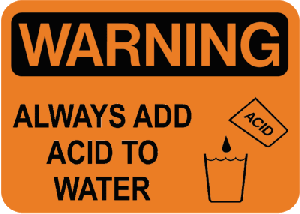 WARNING
ALWAYS ADD
ACID TO
WATER
ACID